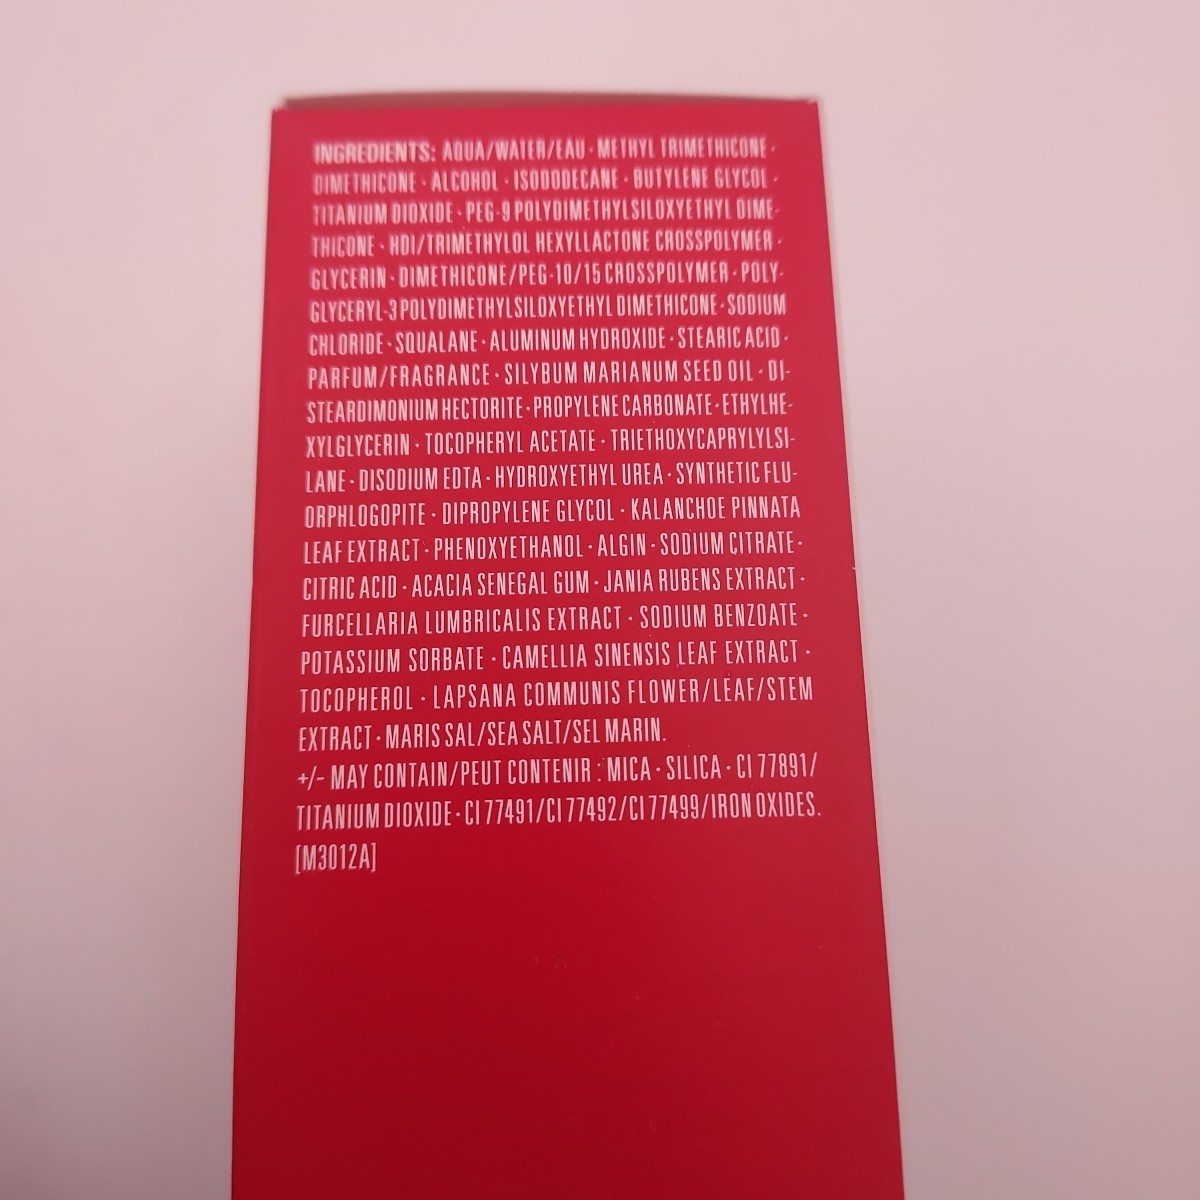 INGREDIENTS: AQUA/WATER/EAU · METHYL TRIMETHICONE ·
DIMETHICONE · ALCOHOL · ISODODECANE · BUTYLENE GLYCOL ·
TITANIUM DIOXIDE · PEG-9 POLYDIMETHYLSILOXYETHYL DIME-
THICONE · HDI/TRIMETHYLOL HEXYLLACTONE CROSSPOLYMER ·
GLYCERIN · DIMETHICONE/PEG-10/15 CROSSPOLYMER · POLY-
GLYCERYL-3 POLYDIMETHYLSILOXYETHYL DIMETHICONE · SODIUM
CHLORIDE · SQUALANE · ALUMINUM HYDROXIDE · STEARIC ACID ·
PARFUM/FRAGRANCE · SILYBUM MARIANUM SEED OIL · DI-
STEARDIMONIUM HECTORITE · PROPYLENE CARBONATE · ETHYLHE-
XYLGLYCERIN · TOCOPHERYL ACETATE · TRIETHOXYCAPRYLYLSI-
LANE · DISODIUM EDTA · HYDROXYETHYL UREA · SYNTHETIC FLU-
ORPHLOGOPITE · DIPROPYLENE GLYCOL · KALANCHOE PINNATA
LEAF EXTRACT · PHENOXYETHANOL · ALGIN · SODIUM CITRATE ·
CITRIC ACID · ACACIA SENEGAL GUM · JANIA RUBENS EXTRACT ·
FURCELLARIA LUMBRICALIS EXTRACT · SODIUM BENZOATE ·
POTASSIUM SORBATE · CAMELLIA SINENSIS LEAF EXTRACT ·
TOCOPHEROL · LAPSANA COMMUNIS FLOWER/LEAF/STEM
EXTRACT · MARIS SAL/SEA SALT/SEL MARIN.
+/- MAY CONTAIN/PEUT CONTENIR : MICA · SILICA · CI 77891/
TITANIUM DIOXIDE · CI 77491/CI 77492/CI 77499/IRON OXIDES.
[M3012A]